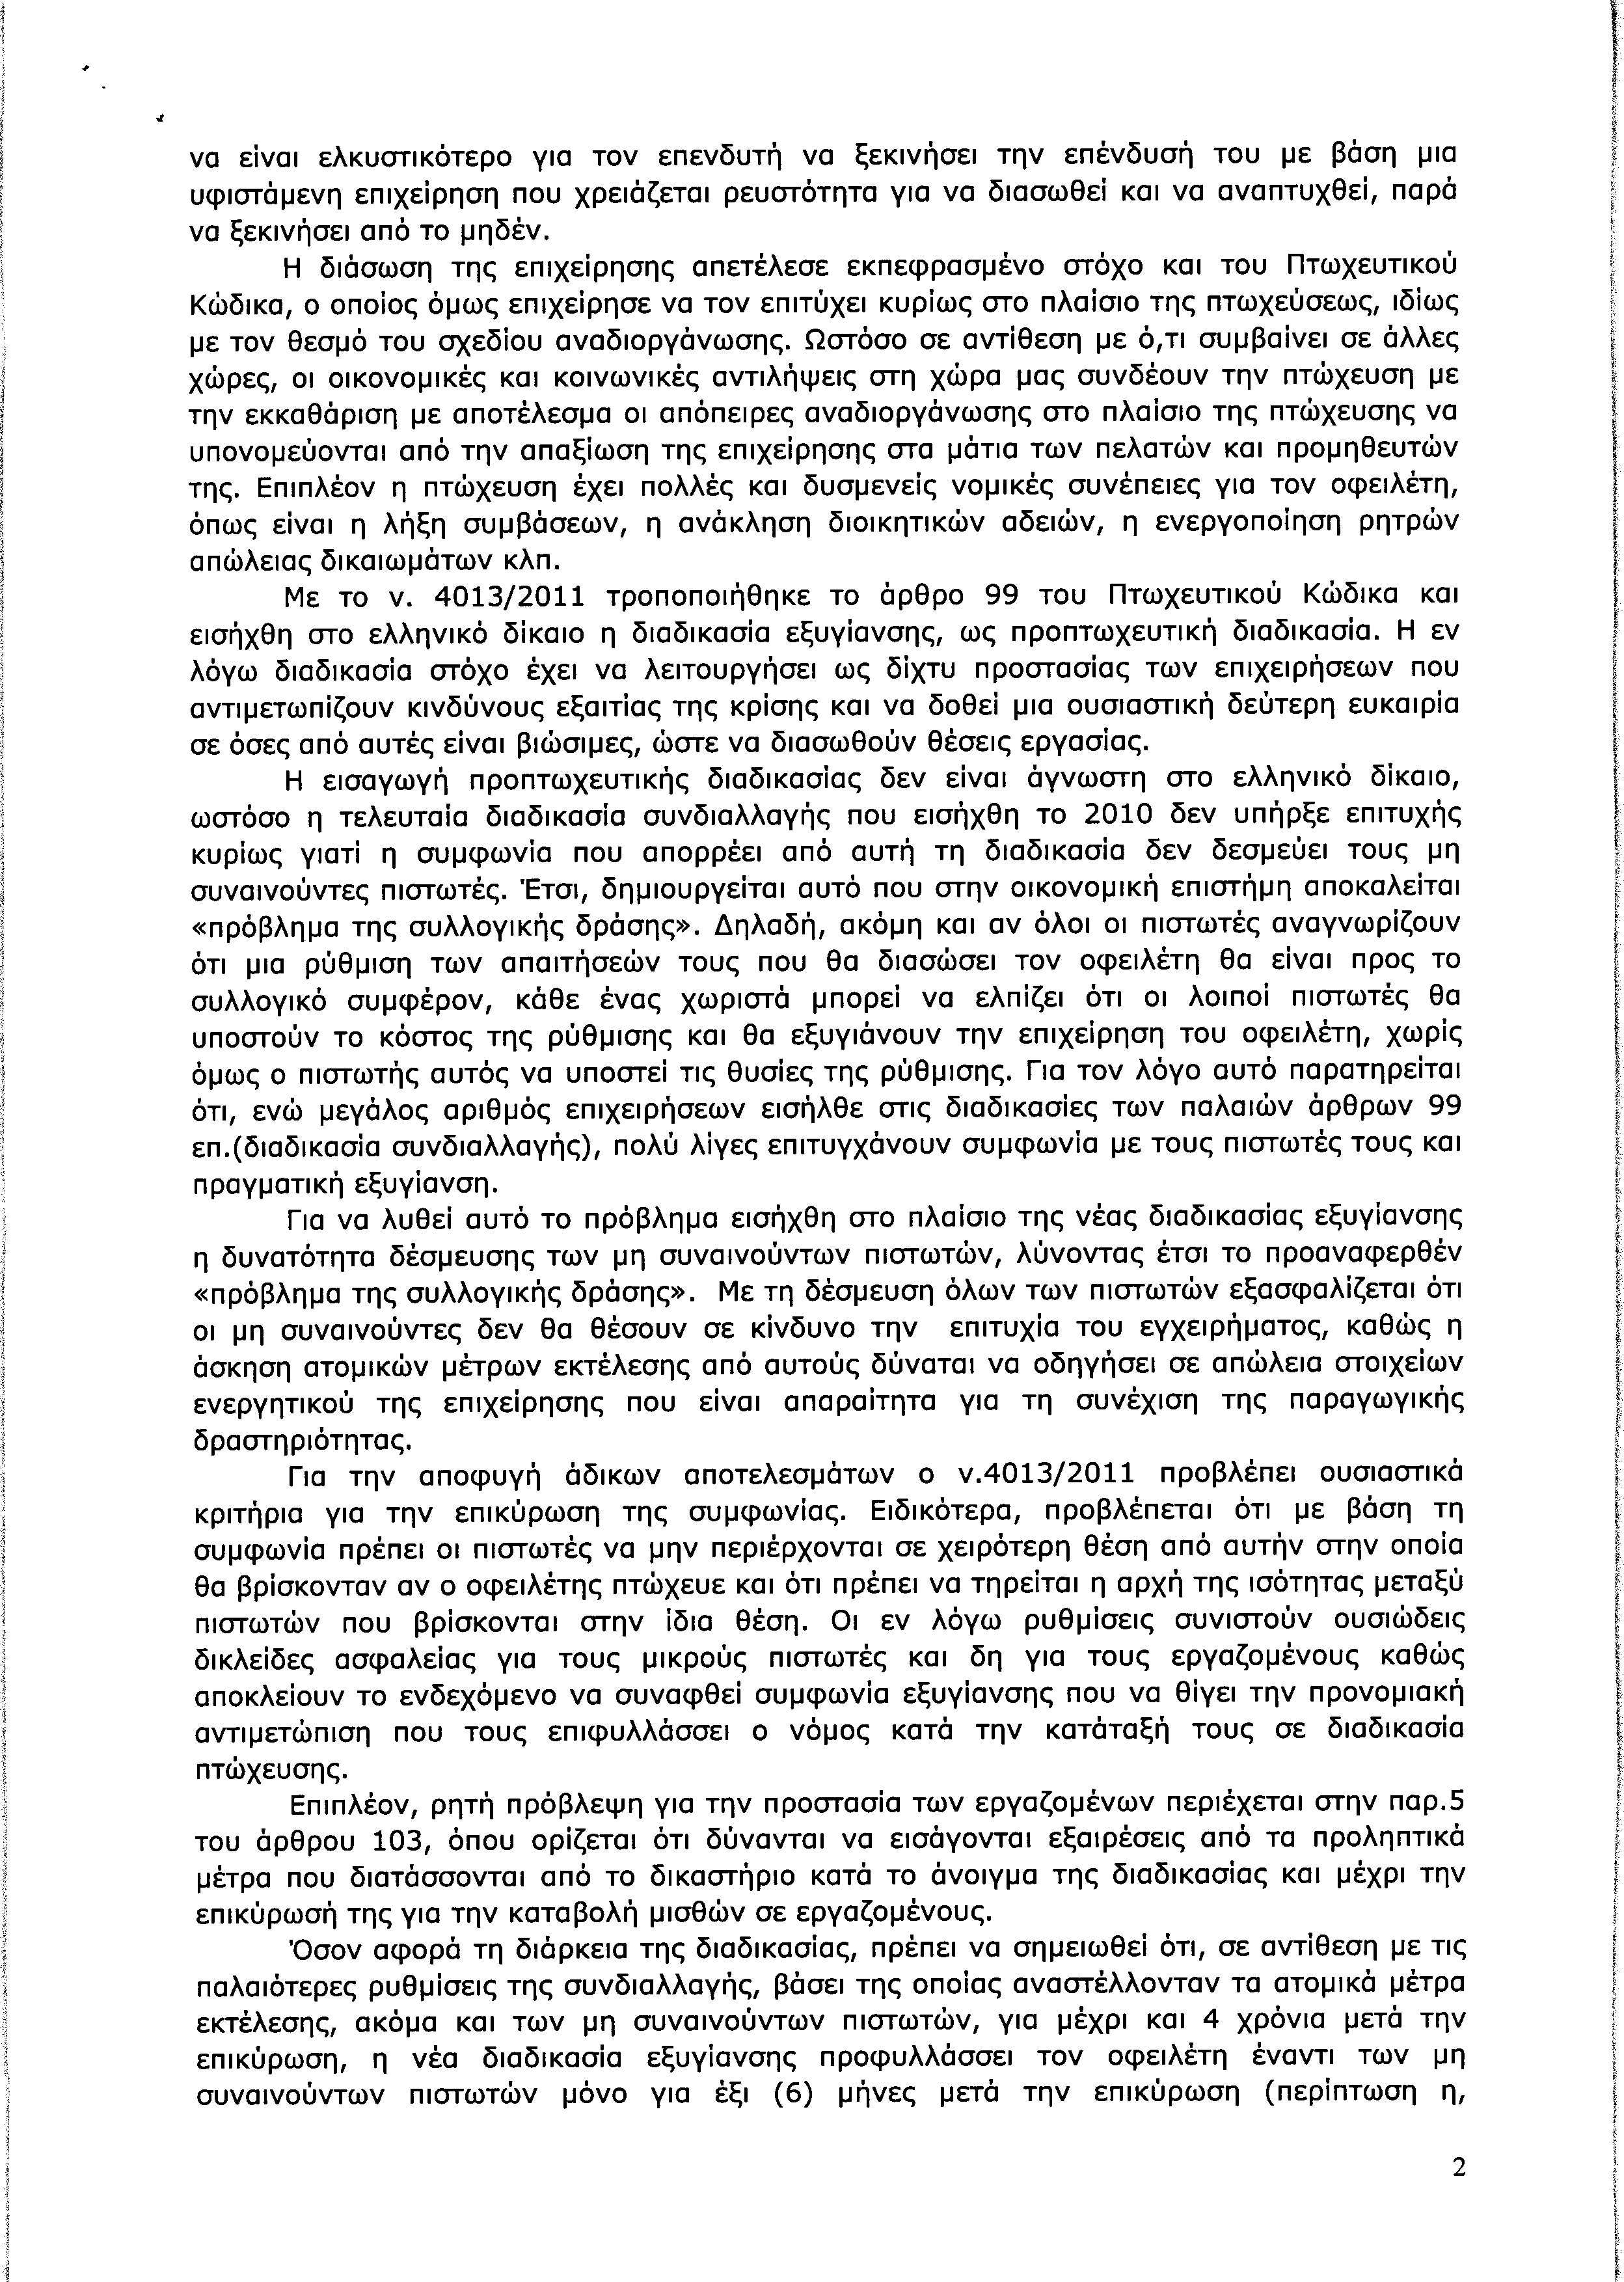 να είναι ελκυστικότερο για τον επενδυτή να ξεκινήσει την επένδυσή του με βάση μια
υφιστάμενη επιχείρηση που χρειάζεται ρευστότητα για να διασωθεί και να αναπτυχθεί, παρά
να ξεκινήσει από το μηδέν.
Η διάσωση της επιχείρησης απετέλεσε εκπεφρασμένο στόχο και του Πτωχευτικού
Κώδικα, ο οποίος όμως επιχείρησε να τον επιτύχει κυρίως στο πλαίσιο της πτωχεύσεως, ιδίως
με τον θεσμό του σχεδίου αναδιοργάνωσης. Ωστόσο σε αντίθεση με ό,τι συμβαίνει σε άλλες
χώρες, οι οικονομικές και κοινωνικές αντιλήψεις στη χώρα μας συνδέουν την πτώχευση με
την εκκαθάριση με αποτέλεσμα οι απόπειρες αναδιοργάνωσης στο πλαίσιο της πτώχευσης να
υπονομεύονται από την απαξίωση της επιχείρησης στα μάτια των πελατών και προμηθευτών
της. Επιπλέον η πτώχευση έχει πολλές και δυσμενείς νομικές συνέπειες για τον οφειλέτη,
όπως είναι η λήξη συμβάσεων, η ανάκληση διοικητικών αδειών, η ενεργοποίηση ρητρών
απώλειας δικαιωμάτων κλπ.
Με το ν. 4013/2011 τροποποιήθηκε το άρθρο 99 του Πτωχευτικού Κώδικα και
εισήχθη στο ελληνικό δίκαιο η διαδικασία εξυγίανσης, ως προπτωχευτική διαδικασία. Η εν
λόγω διαδικασία στόχο έχει να λειτουργήσει ως δίχτυ προστασίας των επιχειρήσεων που
αντιμετωπίζουν κινδύνους εξαιτίας της κρίσης και να δοθεί μια ουσιαστική δεύτερη ευκαιρία
σε όσες από αυτές είναι βιώσιμες, ώστε να διασωθούν θέσεις εργασίας.
Η εισαγωγή προπτωχευτικής διαδικασίας δεν είναι άγνωστη στο ελληνικό δίκαιο,
ωστόσο η τελευταία διαδικασία συνδιαλλαγής που εισήχθη το 2010 δεν υπήρξε επιτυχής
κυρίως γιατί η συμφωνία που απορρέει από αυτή τη διαδικασία δεν δεσμεύει τους μη
συναινούντες πιστωτές. Έτσι, δημιουργείται αυτό που στην οικονομική επιστήμη αποκαλείται
«πρόβλημα της συλλογικής δράσης». Δηλαδή, ακόμη και αν όλοι οι πιστωτές αναγνωρίζουν
ότι μια ρύθμιση των απαιτήσεών τους που θα διασώσει τον οφειλέτη θα είναι προς το
συλλογικό συμφέρον, κάθε ένας χωριστά μπορεί να ελπίζει ότι οι λοιποί πιστωτές θα
υποστούν το κόστος της ρύθμισης και θα εξυγιάνουν την επιχείρηση του οφειλέτη, χωρίς
όμως ο πιστωτής αυτός να υποστεί τις θυσίες της ρύθμισης. Για τον λόγο αυτό παρατηρείται
ότι, ενώ μεγάλος αριθμός επιχειρήσεων εισήλθε στις διαδικασίες των παλαιών άρθρων 99
επ.(διαδικασία συνδιαλλαγής), πολύ λίγες επιτυγχάνουν συμφωνία με τους πιστωτές τους και
πραγματική εξυγίανση.
Για να λυθεί αυτό το πρόβλημα εισήχθη στο πλαίσιο της νέας διαδικασίας εξυγίανσης
η δυνατότητα δέσμευσης των μη συναινούντων πιστωτών, λύνοντας έτσι το προαναφερθέν
«πρόβλημα της συλλογικής δράσης». Με τη δέσμευση όλων των πιστωτών εξασφαλίζεται ότι
οι μη συναινούντες δεν θα θέσουν σε κίνδυνο την επιτυχία του εγχειρήματος, καθώς η
άσκηση ατομικών μέτρων εκτέλεσης από αυτούς δύναται να οδηγήσει σε απώλεια στοιχείων
ενεργητικού της επιχείρησης που είναι απαραίτητα για τη συνέχιση της παραγωγικής
δραστηριότητας.
Για την αποφυγή άδικων αποτελεσμάτων ο ν.4013/2011 προβλέπει ουσιαστικά
κριτήρια για την επικύρωση της συμφωνίας. Ειδικότερα, προβλέπεται ότι με βάση τη
συμφωνία πρέπει οι πιστωτές να μην περιέρχονται σε χειρότερη θέση από αυτήν στην οποία
θα βρίσκονταν αν ο οφειλέτης πτώχευε και ότι πρέπει να τηρείται η αρχή της ισότητας μεταξύ
πιστωτών που βρίσκονται στην ίδια θέση. Οι εν λόγω ρυθμίσεις συνιστούν ουσιώδεις
δικλείδες ασφαλείας για τους μικρούς πιστωτές και δη για τους εργαζομένους καθώς
αποκλείουν το ενδεχόμενο να συναφθεί συμφωνία εξυγίανσης που να θίγει την προνομιακή
αντιμετώπιση που τους επιφυλλάσσει ο νόμος κατά την κατάταξή τους σε διαδικασία
πτώχευσης.
Επιπλέον, ρητή πρόβλεψη για την προστασία των εργαζομένων περιέχεται στην παρ.5
του άρθρου 103, όπου ορίζεται ότι δύνανται να εισάγονται εξαιρέσεις από τα προληπτικά
μέτρα που διατάσσονται από το δικαστήριο κατά το άνοιγμα της διαδικασίας και μέχρι την
επικύρωσή της για την καταβολή μισθών σε εργαζομένους.
Όσον αφορά τη διάρκεια της διαδικασίας, πρέπει να σημειωθεί ότι, σε αντίθεση με τις
παλαιότερες ρυθμίσεις της συνδιαλλαγής, βάσει της οποίας αναστέλλονταν τα ατομικά μέτρα
εκτέλεσης, ακόμα και των μη συναινούντων πιστωτών, για μέχρι και 4 χρόνια μετά την
επικύρωση, η νέα διαδικασία εξυγίανσης προφυλλάσσει τον οφειλέτη έναντι των μη
συναινούντων πιστωτών μόνο για έξι (6) μήνες μετά την επικύρωση (περίπτωση η,
2